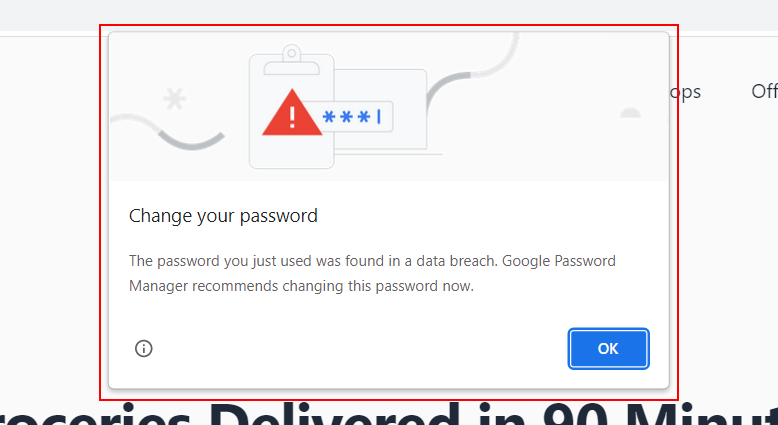 ops Off
***
Change your password
The password you just used was found in a data breach. Google Password
Manager recommends changing this password now.
OK
roceries Delivered in 90 Minut